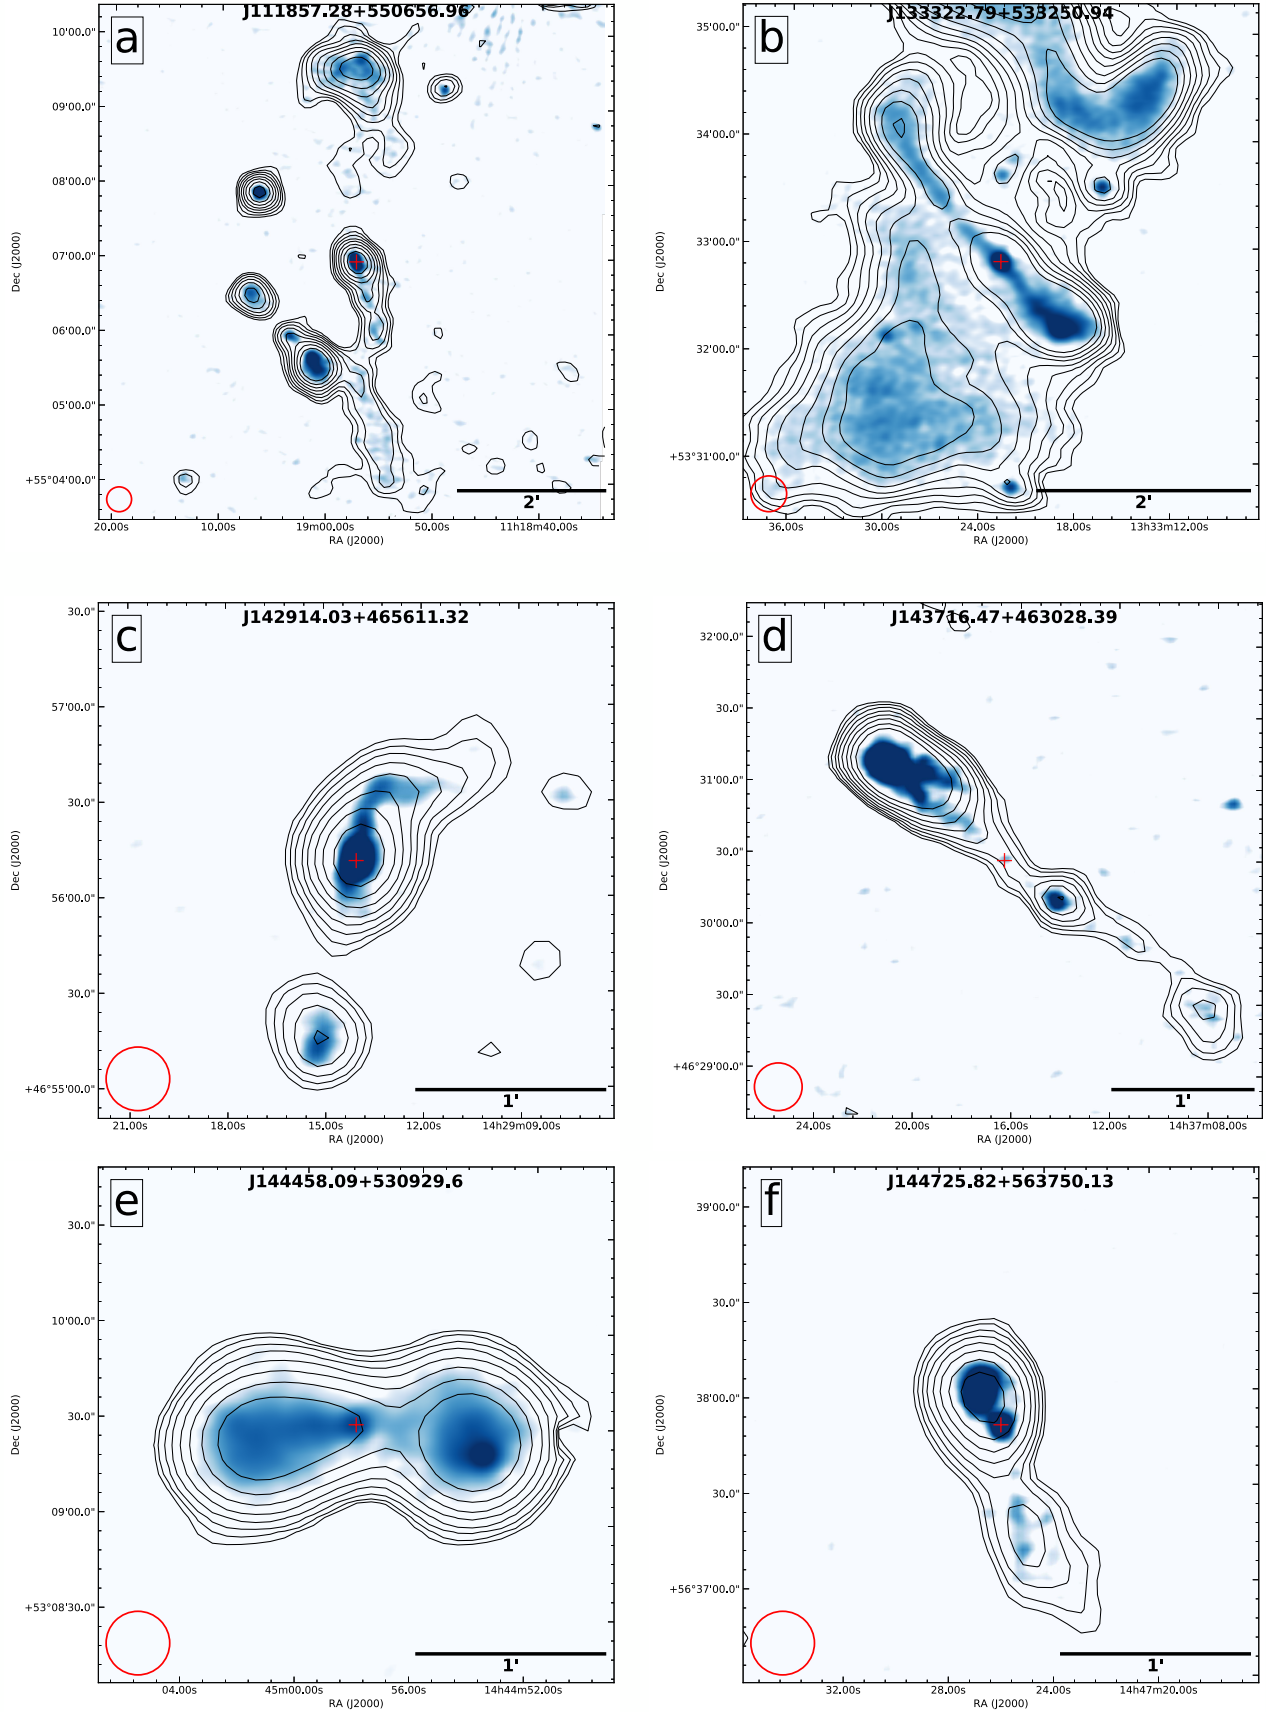 J111857.28+550656.96
a
10'00.0"
09'00.0"
08'00.0"
07'00.0"
06'00.0"
05'00.0"
+55°04'00.0"
Dec (J2000)
2'
20.00s 10.00s 19m00.00s 50.00s 11h18m40.00s
RA (J2000)
J133322.79+533250.94
b
35'00.0"
34'00.0"
33'00.0"
32'00.0"
+53°31'00.0"
Dec (J2000)
2'
36.00s 30.00s 24.00s 18.00s 13h33m12.00s
RA (J2000)
J142914.03+465611.32
c
30.0"
57'00.0"
30.0"
56'00.0"
30.0"
+46°55'00.0"
Dec (J2000)
1'
21.00s 18.00s 15.00s 12.00s 14h29m09.00s
RA (J2000)
J143716.47+463028.39
d
32'00.0"
30.0"
31'00.0"
30.0"
30'00.0"
30.0"
+46°29'00.0"
Dec (J2000)
1'
24.00s 20.00s 16.00s 12.00s 14h37m08.00s
RA (J2000)
J144458.09+530929.6
e
30.0"
10'00.0"
30.0"
09'00.0"
+53°08'30.0"
Dec (J2000)
1'
04.00s 45m00.00s 56.00s 14h44m52.00s
RA (J2000)
J144725.82+563750.13
f
39'00.0"
30.0"
38'00.0"
30.0"
+56°37'00.0"
Dec (J2000)
1'
32.00s 28.00s 24.00s 14h47m20.00s
RA (J2000)